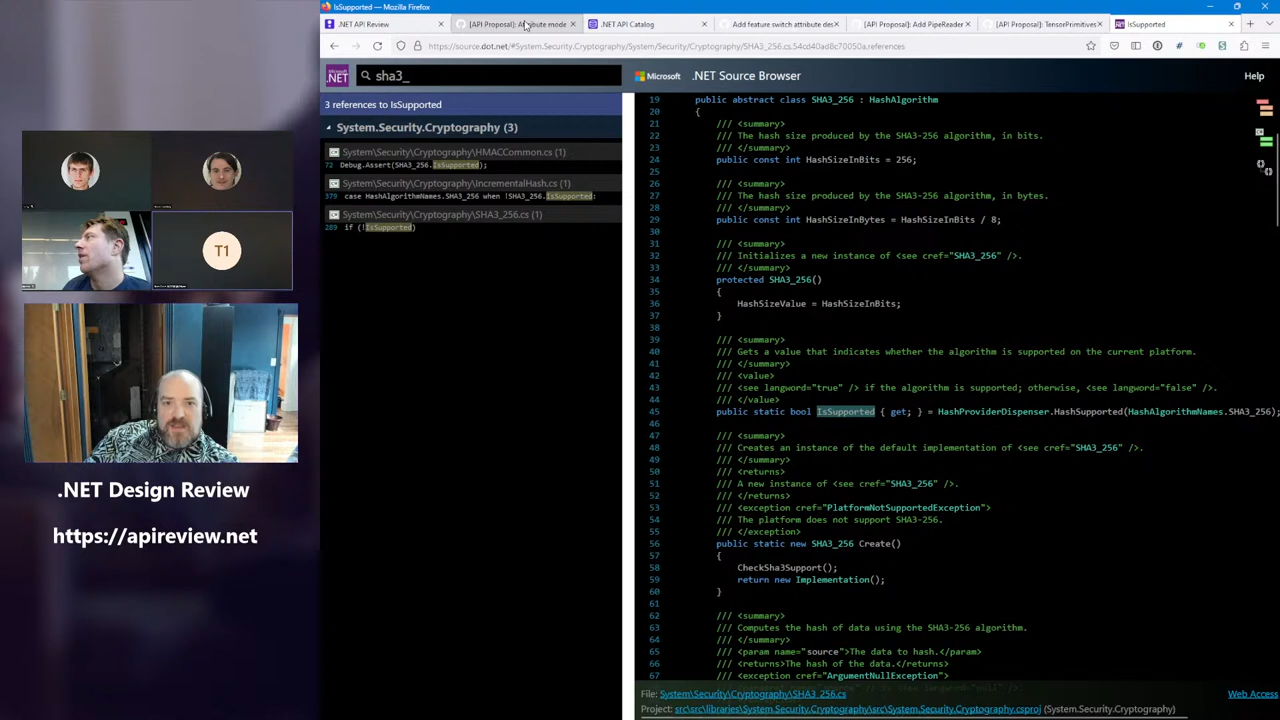 IsSupported — Mozilla Firefox
.NET API Review
[API Proposal]: Attribute mode
.NET API Catalog
Add feature switch attribute des
[API Proposal]: Add PipeReader
[API Proposal]: TensorPrimitives
IsSupported
https://source.dot.net/#System.Security.Cryptography/System/Security/Cryptography/SHA3_256.cs,54cd40ad8c70050a,references
sha3_
Microsoft
.NET Source Browser
Help
3 references to IsSupported
System.Security.Cryptography (3)
System\Security\Cryptography\HMACCommon.cs (1)
72 Debug.Assert(SHA3_256.IsSupported);
System\Security\Cryptography\IncrementalHash.cs (1)
379 case HashAlgorithmNames.SHA3_256 when !SHA3_256.IsSupported:
System\Security\Cryptography\SHA3_256.cs (1)
289 if (!IsSupported)
19 public abstract class SHA3_256 : HashAlgorithm
20 {
21 /// <summary>
22 /// The hash size produced by the SHA3-256 algorithm, in bits.
23 /// </summary>
24 public const int HashSizeInBits = 256;
25
26 /// <summary>
27 /// The hash size produced by the SHA3-256 algorithm, in bytes.
28 /// </summary>
29 public const int HashSizeInBytes = HashSizeInBits / 8;
30
31 /// <summary>
32 /// Initializes a new instance of <see cref="SHA3_256" />.
33 /// </summary>
34 protected SHA3_256()
35 {
36 HashSizeValue = HashSizeInBits;
37 }
38
39 /// <summary>
40 /// Gets a value that indicates whether the algorithm is supported on the current platform.
41 /// </summary>
42 /// <value>
43 /// <see langword="true" /> if the algorithm is supported; otherwise, <see langword="false" />.
44 /// </value>
45 public static bool IsSupported { get; } = HashProviderDispenser.HashSupported(HashAlgorithmNames.SHA3_256);
46
47 /// <summary>
48 /// Creates an instance of the default implementation of <see cref="SHA3_256" />.
49 /// </summary>
50 /// <returns>
51 /// A new instance of <see cref="SHA3_256" />.
52 /// </returns>
53 /// <exception cref="PlatformNotSupportedException">
54 /// The platform does not support SHA3-256.
55 /// </exception>
56 public static new SHA3_256 Create()
57 {
58 CheckSha3Support();
59 return new Implementation();
60 }
61
62 /// <summary>
63 /// Computes the hash of data using the SHA3-256 algorithm.
64 /// </summary>
65 /// <param name="source">The data to hash.</param>
66 /// <returns>The hash of the data.</returns>
67 /// <exception cref="ArgumentNullException">
File: System\Security\Cryptography\SHA3_256.cs
Web Access
Project: src\src\libraries\System.Security.Cryptography\src\System.Security.Cryptography.csproj (System.Security.Cryptography)
T1
.NET Design Review
https://apireview.net